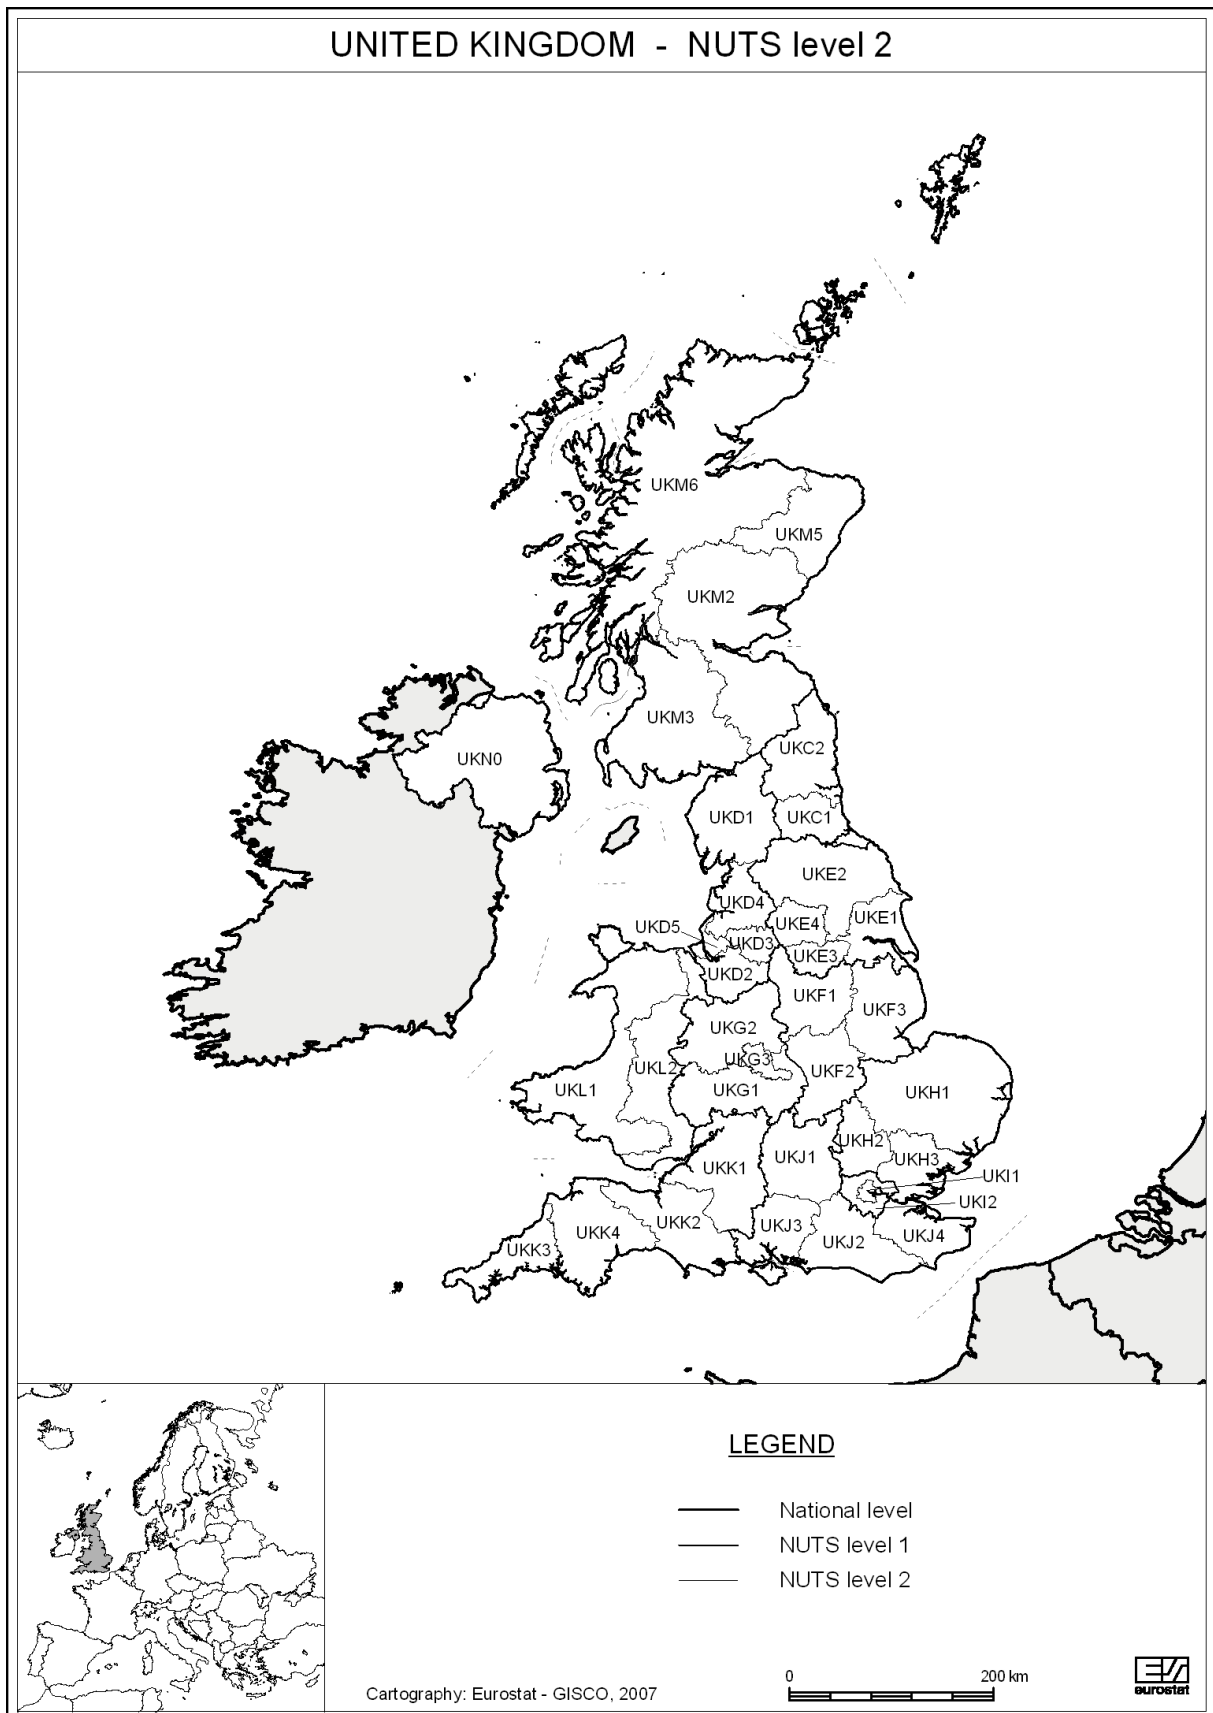 UNITED KINGDOM - NUTS level 2
UKM6
UKM5
UKM2
UKM3
UKN0
UKC2
UKD1
UKC1
UKE2
UKD4
UKE4
UKE1
UKD5
UKD3
UKE3
UKD2
UKF1
UKF3
UKG2
UKG3
UKL2
UKF2
UKL1
UKG1
UKH1
UKH2
UKK1
UKJ1
UKH3
UKI1
UKI2
UKK2
UKJ3
UKK4
UKJ4
UKK3
UKJ2
LEGEND
National level
NUTS level 1
NUTS level 2
0 200 km
Cartography: Eurostat - GISCO, 2007
eurostat